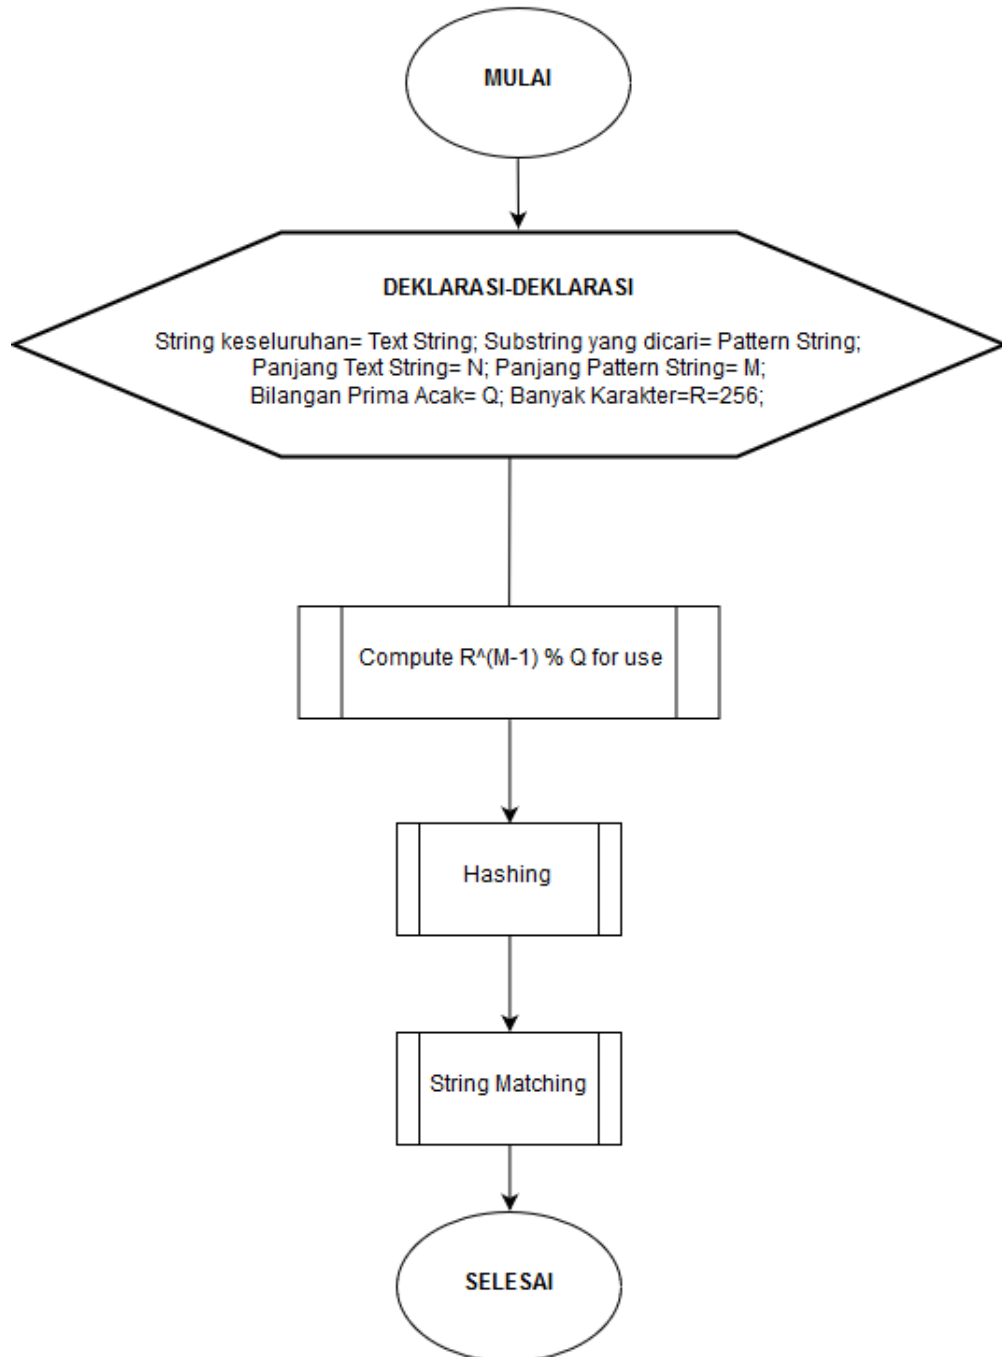 MULAI
DEKLARASI-DEKLARASI
String keseluruhan= Text String; Substring yang dicari= Pattern String;
Panjang Text String= N; Panjang Pattern String= M;
Bilangan Prima Acak= Q; Banyak Karakter=R=256;
Compute R^(M-1) % Q for use
Hashing
String Matching
SELESAI